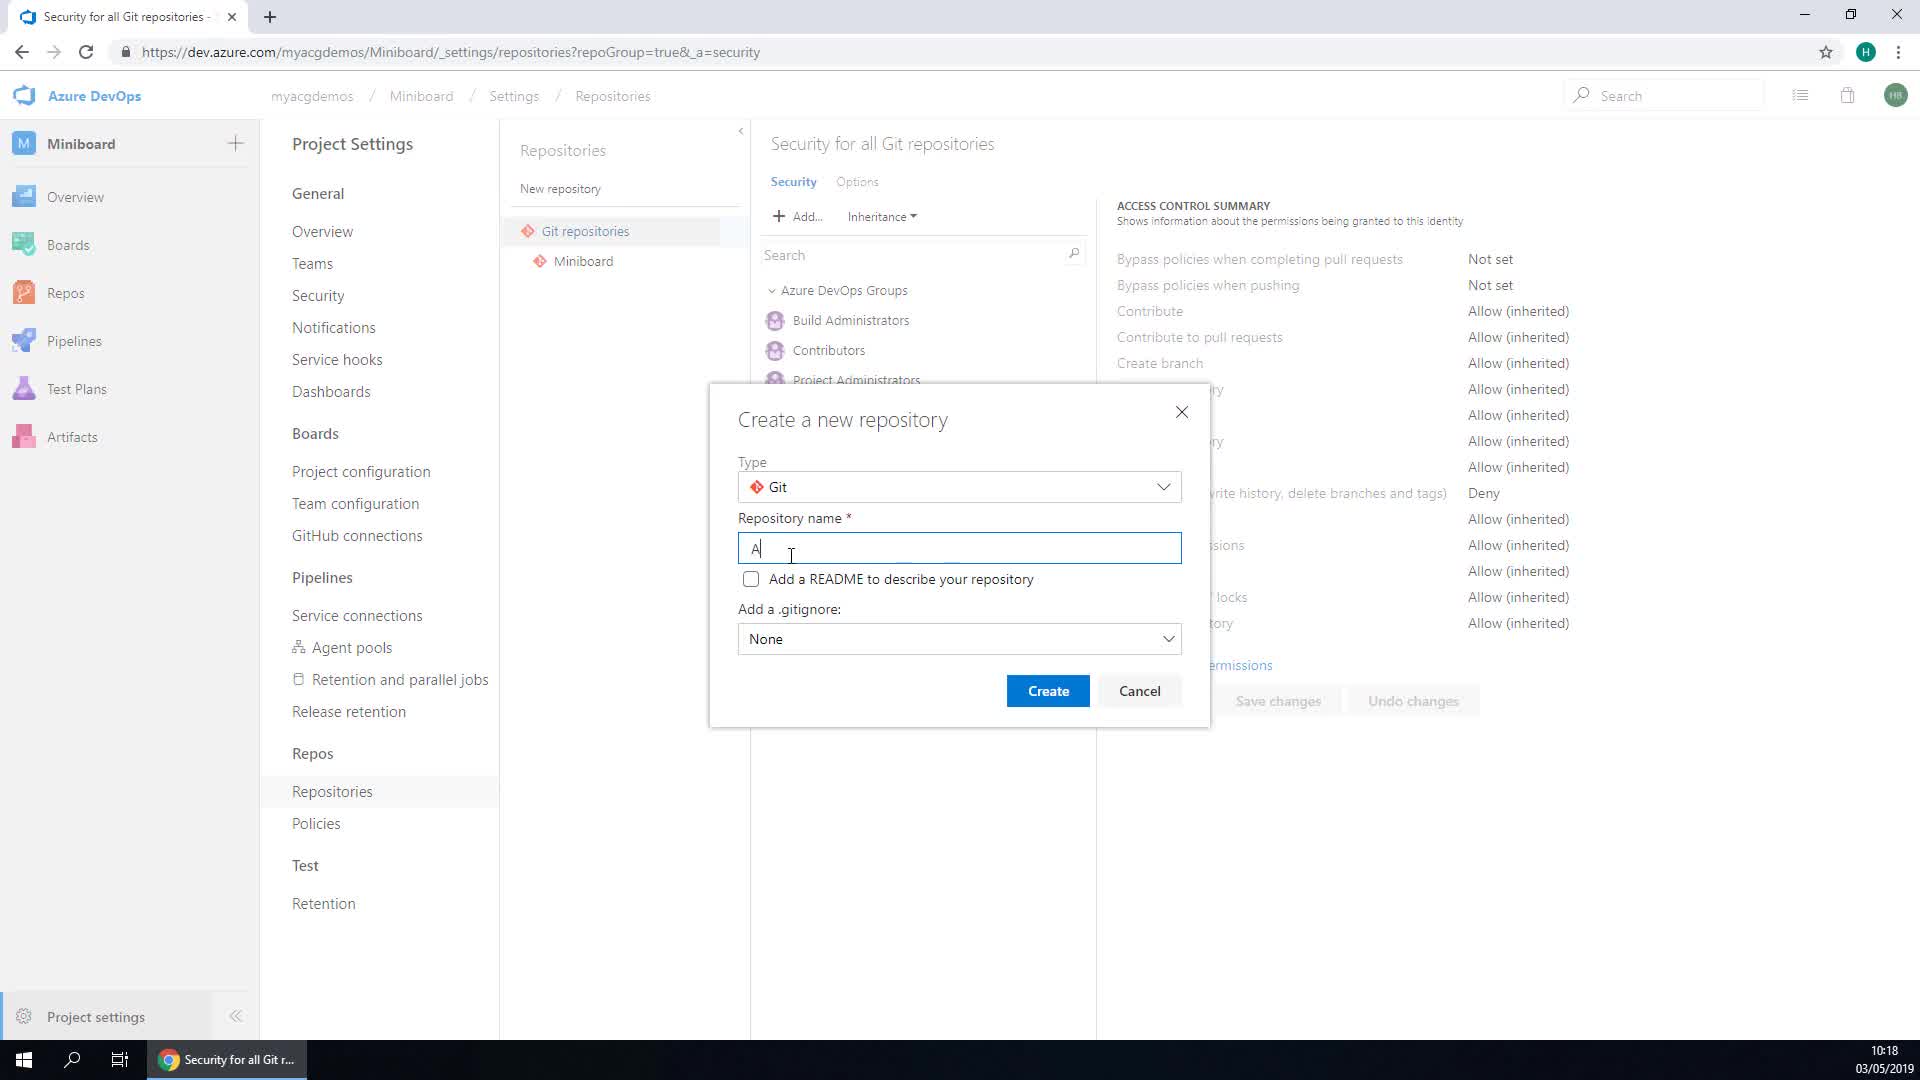 Security for all Git repositories -
https://dev.azure.com/myacgdemos/Miniboard/_settings/repositories?repoGroup=true&_a=security
H
Azure DevOps
myacgdemos / Miniboard / Settings / Repositories
Search
HB
M Miniboard
Overview
Boards
Repos
Pipelines
Test Plans
Artifacts
Project settings
Project Settings
General
Overview
Teams
Security
Notifications
Service hooks
Dashboards
Boards
Project configuration
Team configuration
GitHub connections
Pipelines
Service connections
Agent pools
Retention and parallel jobs
Release retention
Repos
Repositories
Policies
Test
Retention
Repositories
New repository
Git repositories
Miniboard
Security for all Git repositories
Security Options
Add... Inheritance
Search
Azure DevOps Groups
Build Administrators
Contributors
Project Administrators
ACCESS CONTROL SUMMARY
Shows information about the permissions being granted to this identity
Bypass policies when completing pull requests Not set
Bypass policies when pushing Not set
Contribute Allow (inherited)
Contribute to pull requests Allow (inherited)
Create branch Allow (inherited)
ry Allow (inherited)
Allow (inherited)
ry Allow (inherited)
Allow (inherited)
write history, delete branches and tags) Deny
Allow (inherited)
sions Allow (inherited)
Allow (inherited)
locks Allow (inherited)
tory Allow (inherited)
ermissions
Save changes Undo changes
Create a new repository
Type
Git
Repository name *
A
Add a README to describe your repository
Add a .gitignore:
None
Create Cancel
Security for all Git r...
10:18
03/05/2019